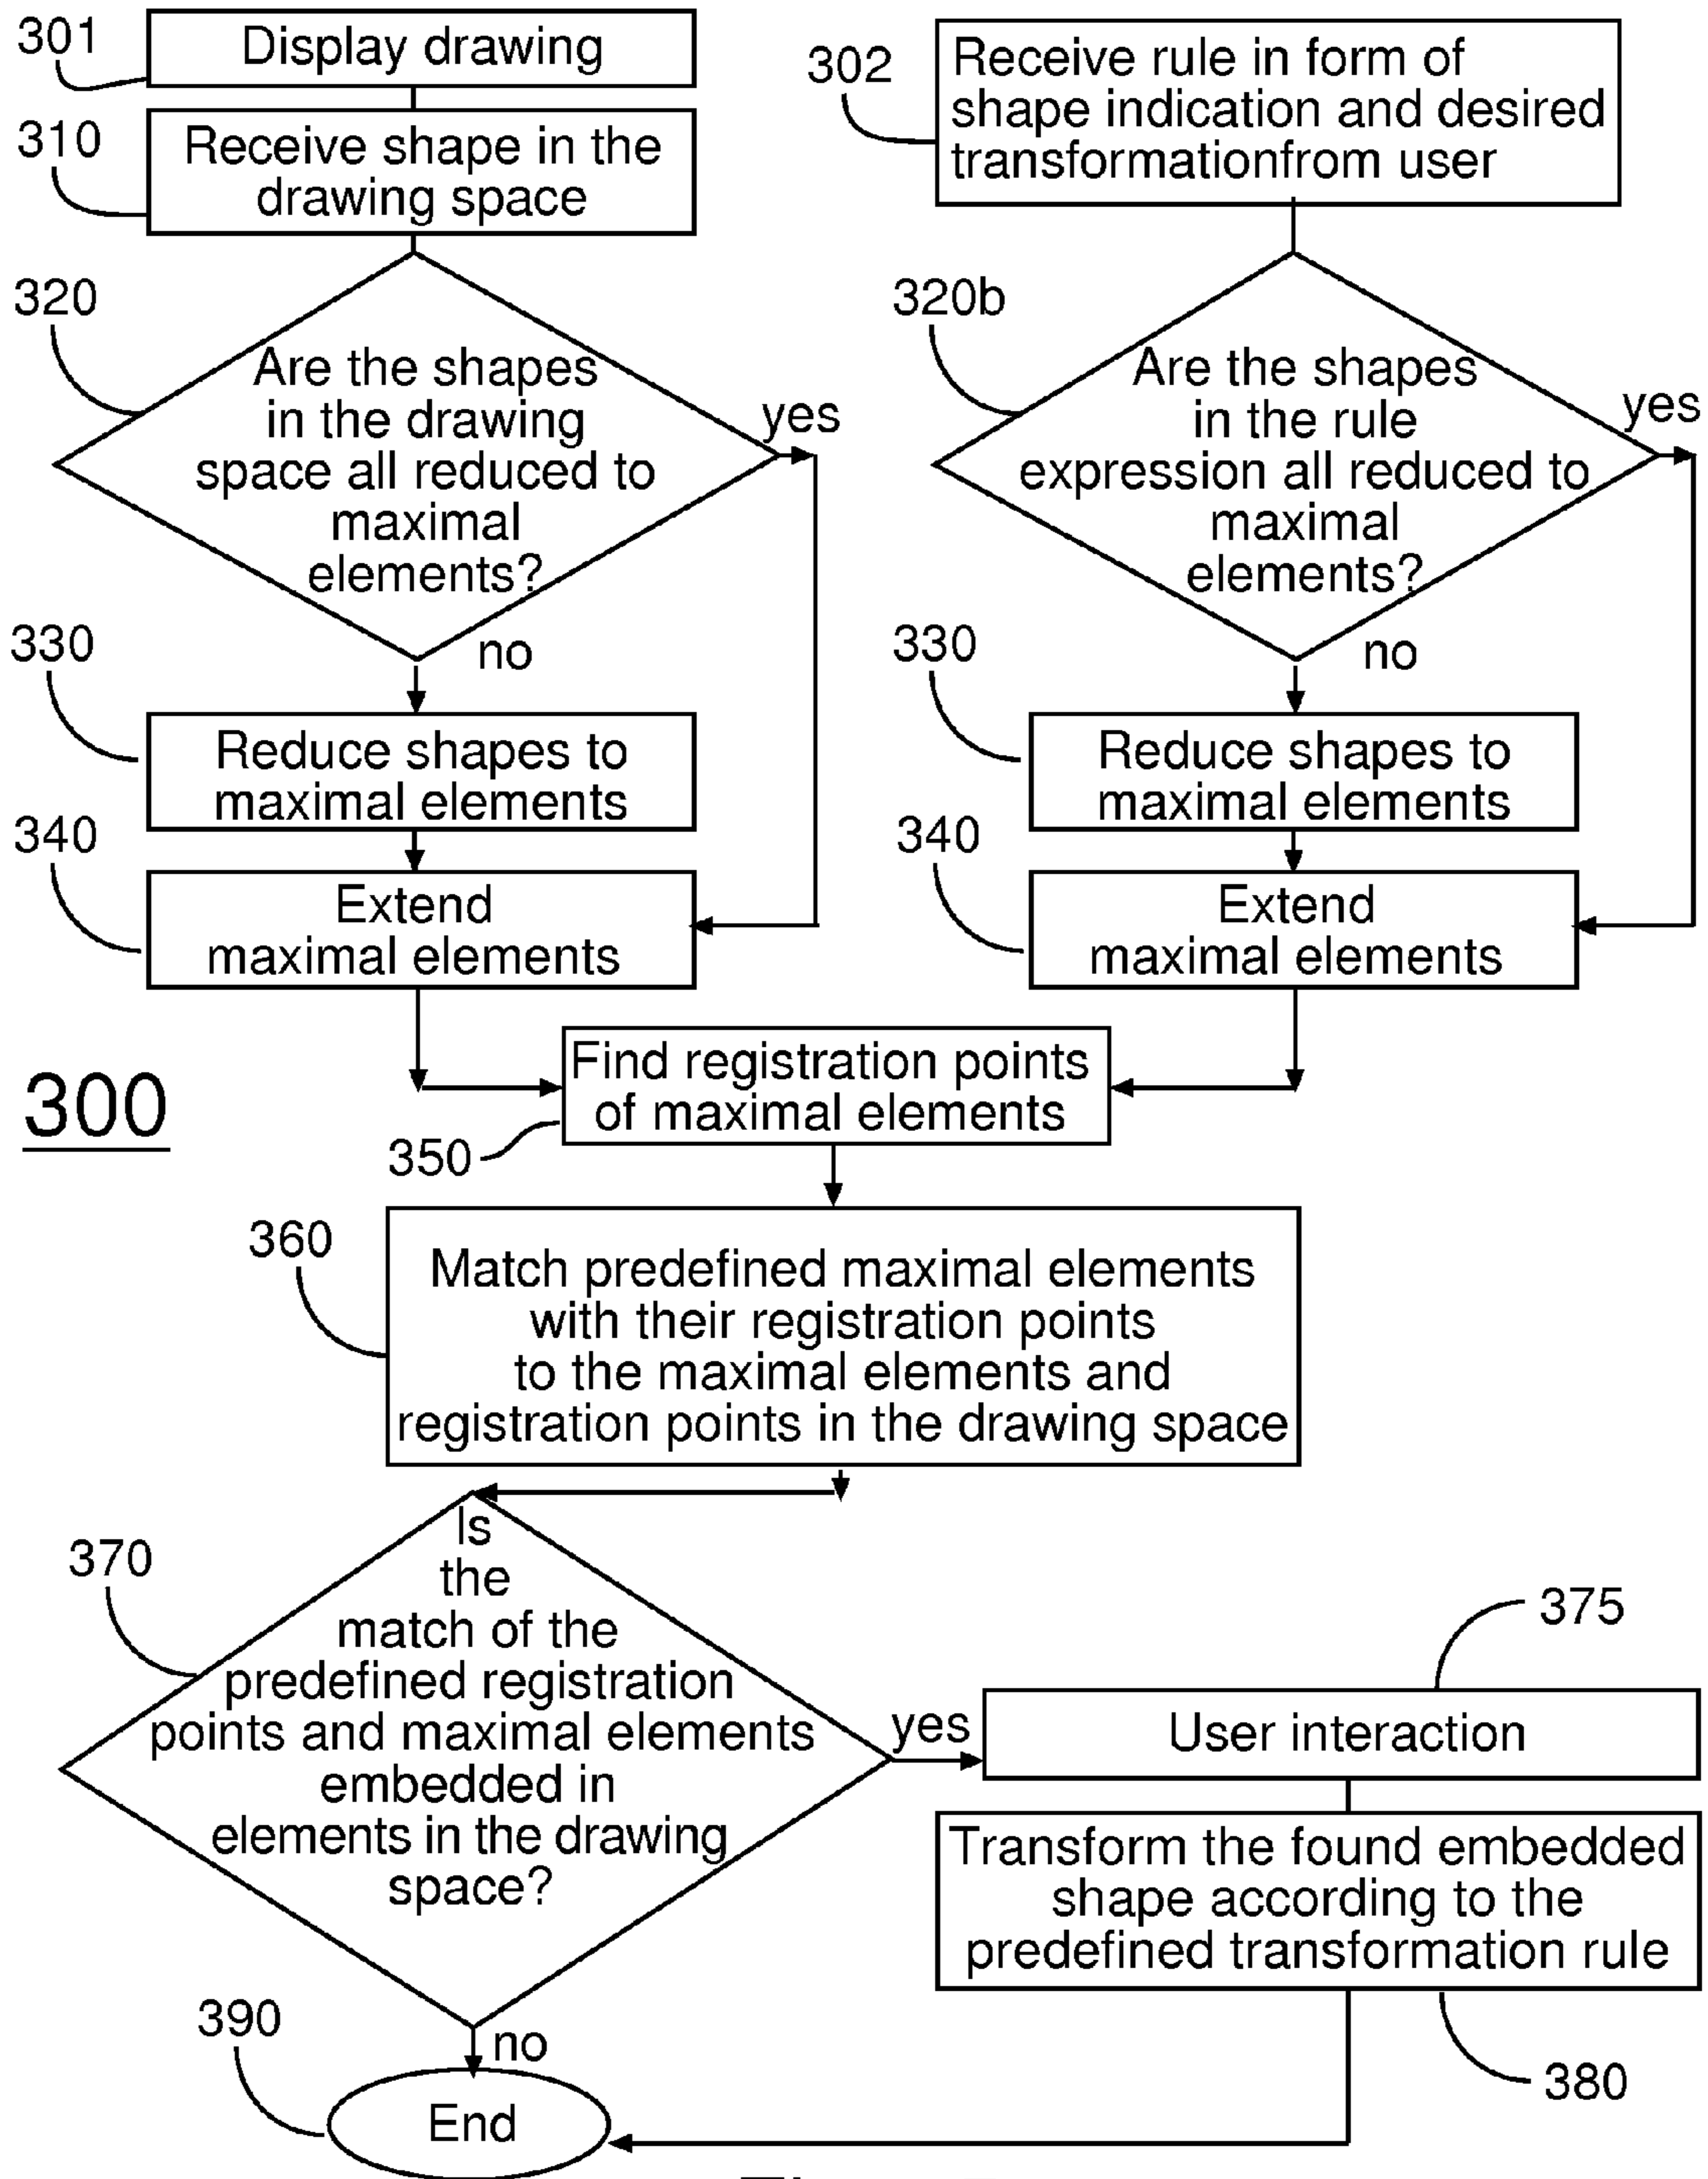 301
Display drawing
310
Receive shape in the
drawing space
302
Receive rule in form of
shape indication and desired
transformationfrom user
320
Are the shapes
in the drawing
space all reduced to
maximal
elements?
yes
no
330
Reduce shapes to
maximal elements
340
Extend
maximal elements
320b
Are the shapes
in the rule
expression all reduced to
maximal
elements?
yes
no
330
Reduce shapes to
maximal elements
340
Extend
maximal elements
300
Find registration points
of maximal elements
350
360
Match predefined maximal elements
with their registration points
to the maximal elements and
registration points in the drawing space
370
Is
the
match of the
predefined registration
points and maximal elements
embedded in
elements in the drawing
space?
yes
375
User interaction
Transform the found embedded
shape according to the
predefined transformation rule
380
no
390
End